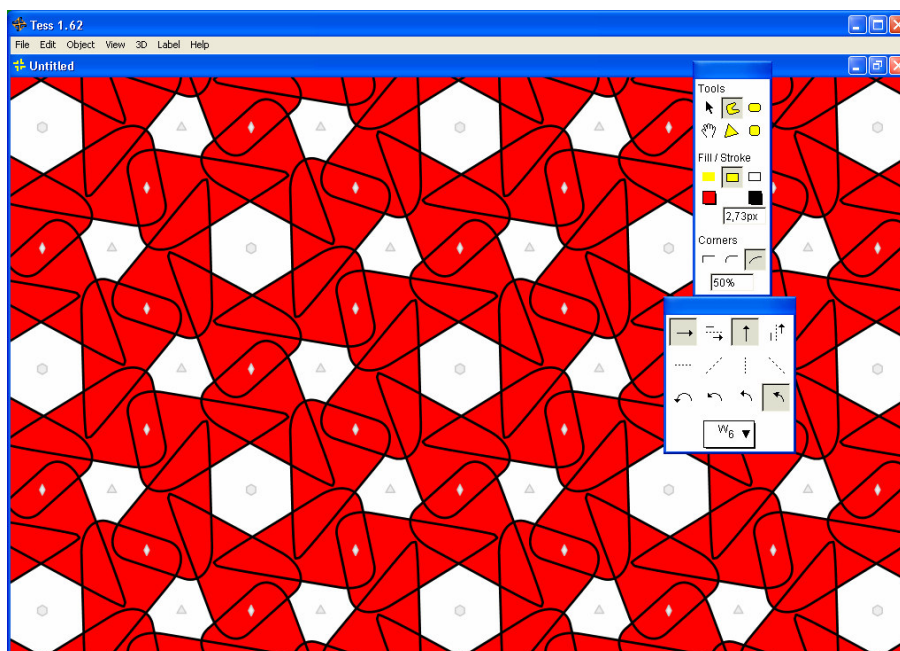 Tess 1.62
File Edit Object View 3D Label Help
Untitled
Tools
Fill / Stroke
2,73px
Corners
50%
W6